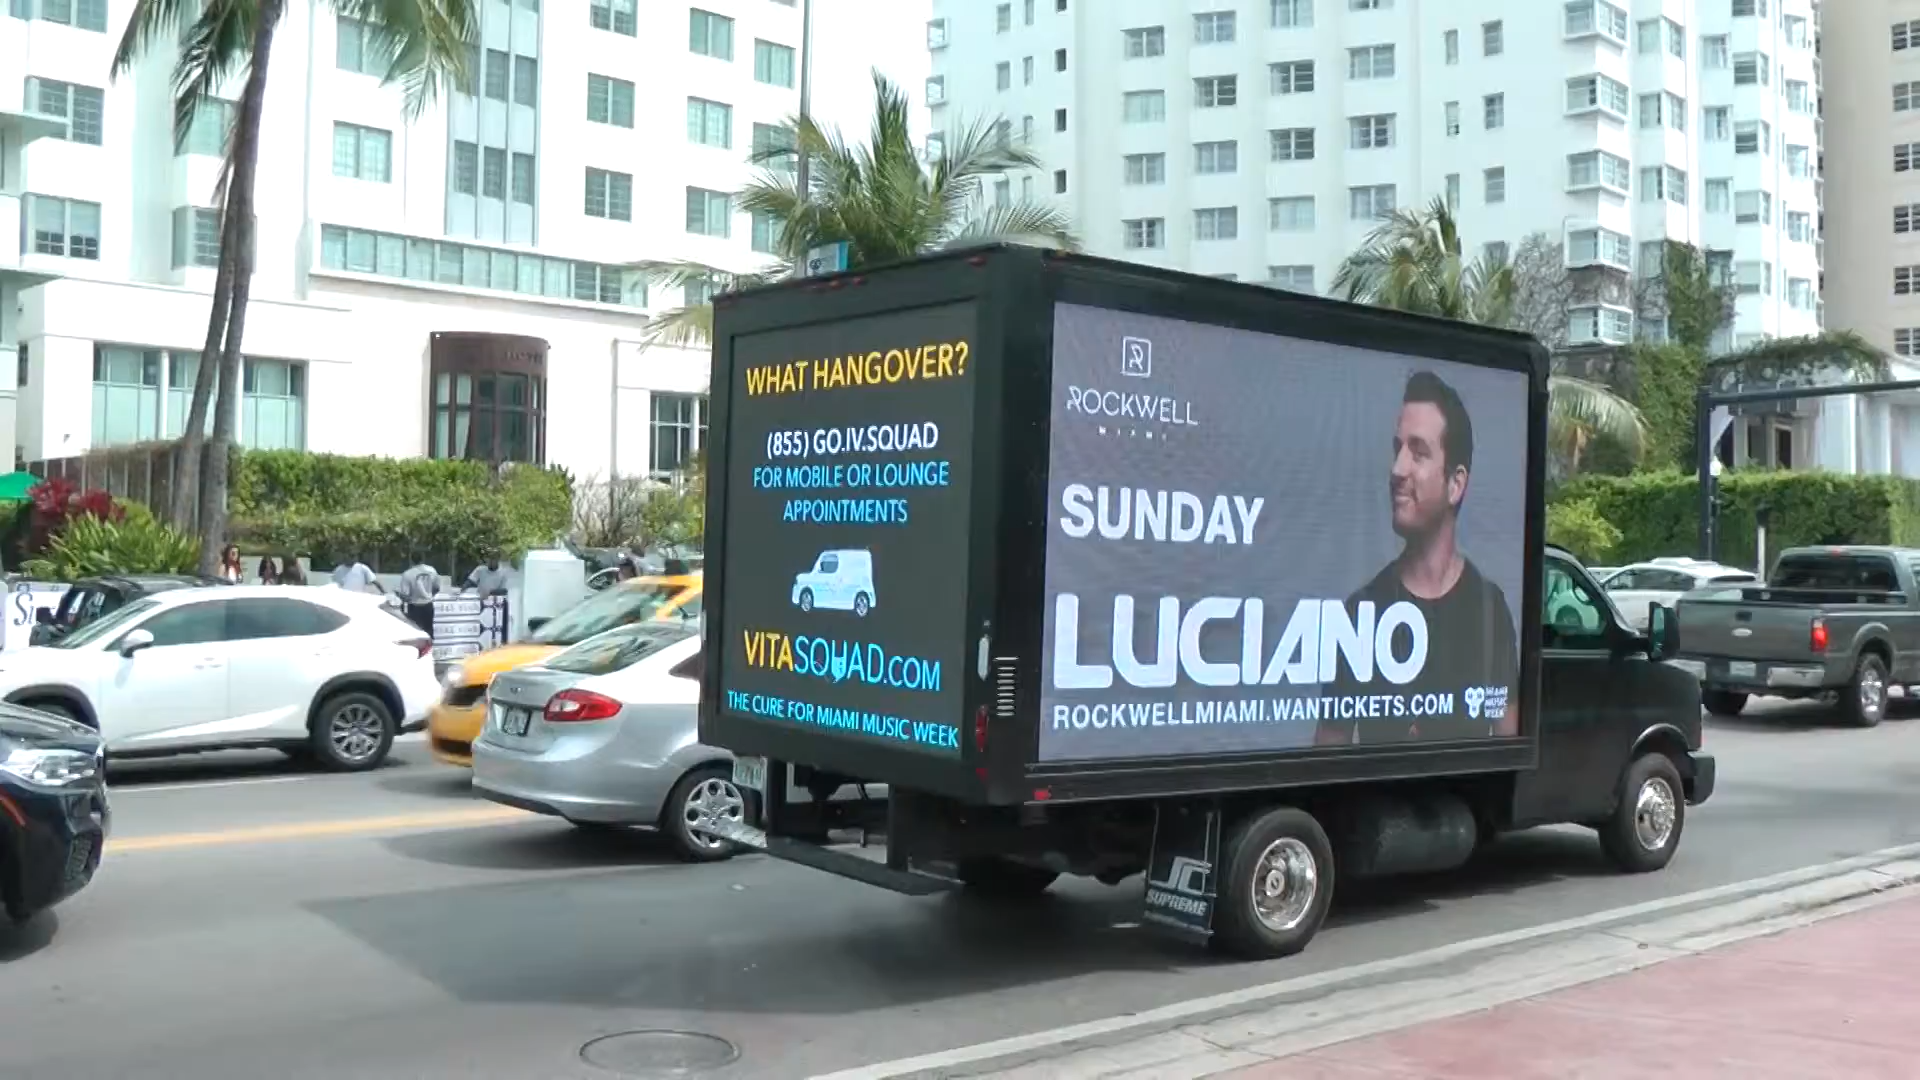 WHAT HANGOVER?
(855) GO.IV.SQUAD
FOR MOBILE OR LOUNGE
APPOINTMENTS
VITASQUAD.COM
THE CURE FOR MIAMI MUSIC WEEK
ROCKWELL
MIAMI
SUNDAY
LUCIANO
ROCKWELLMIAMI.WANTICKETS.COM
MIAMI
MUSIC
WEEK
JC
SUPREME